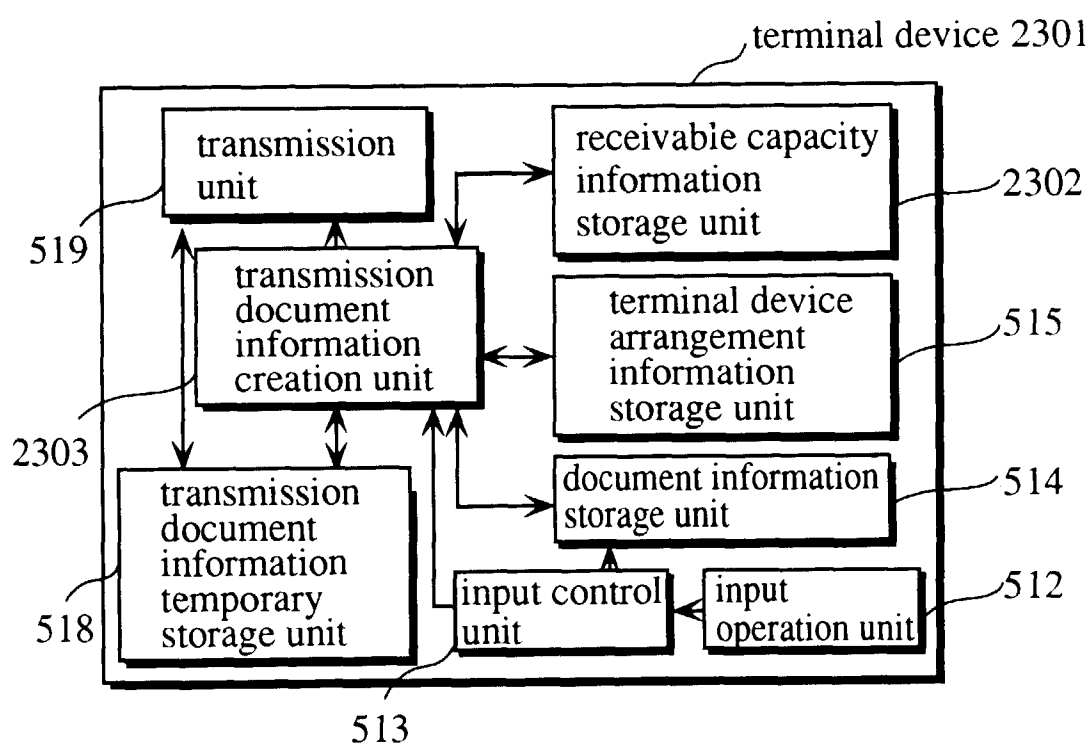 terminal device 2301
transmission
unit
receivable capacity
information
storage unit
2302
519
transmission
document
information
creation unit
terminal device
arrangement
information
storage unit
515
2303
transmission
document
information
temporary
storage unit
document information
storage unit
514
518
input control
unit
input
operation unit
512
513